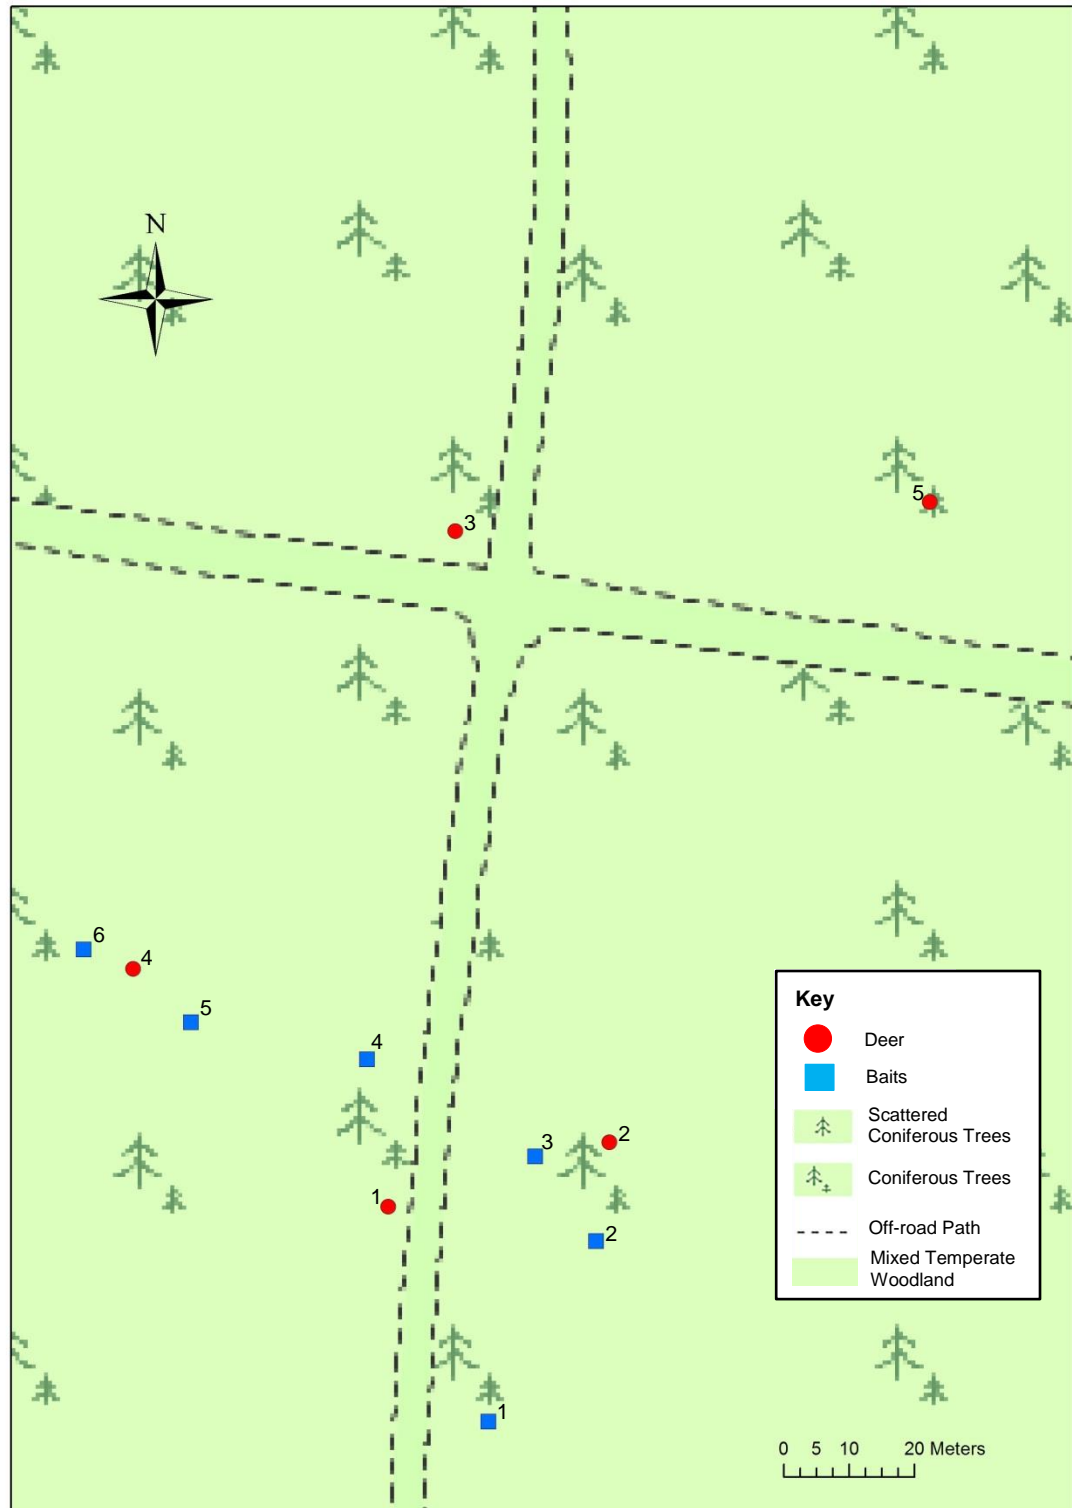 N
5
3
6
4
5
4
3
2
1
2
1
Key
Deer
Baits
Scattered
Coniferous Trees
Coniferous Trees
Off-road Path
Mixed Temperate
Woodland
0 5 10 20 Meters